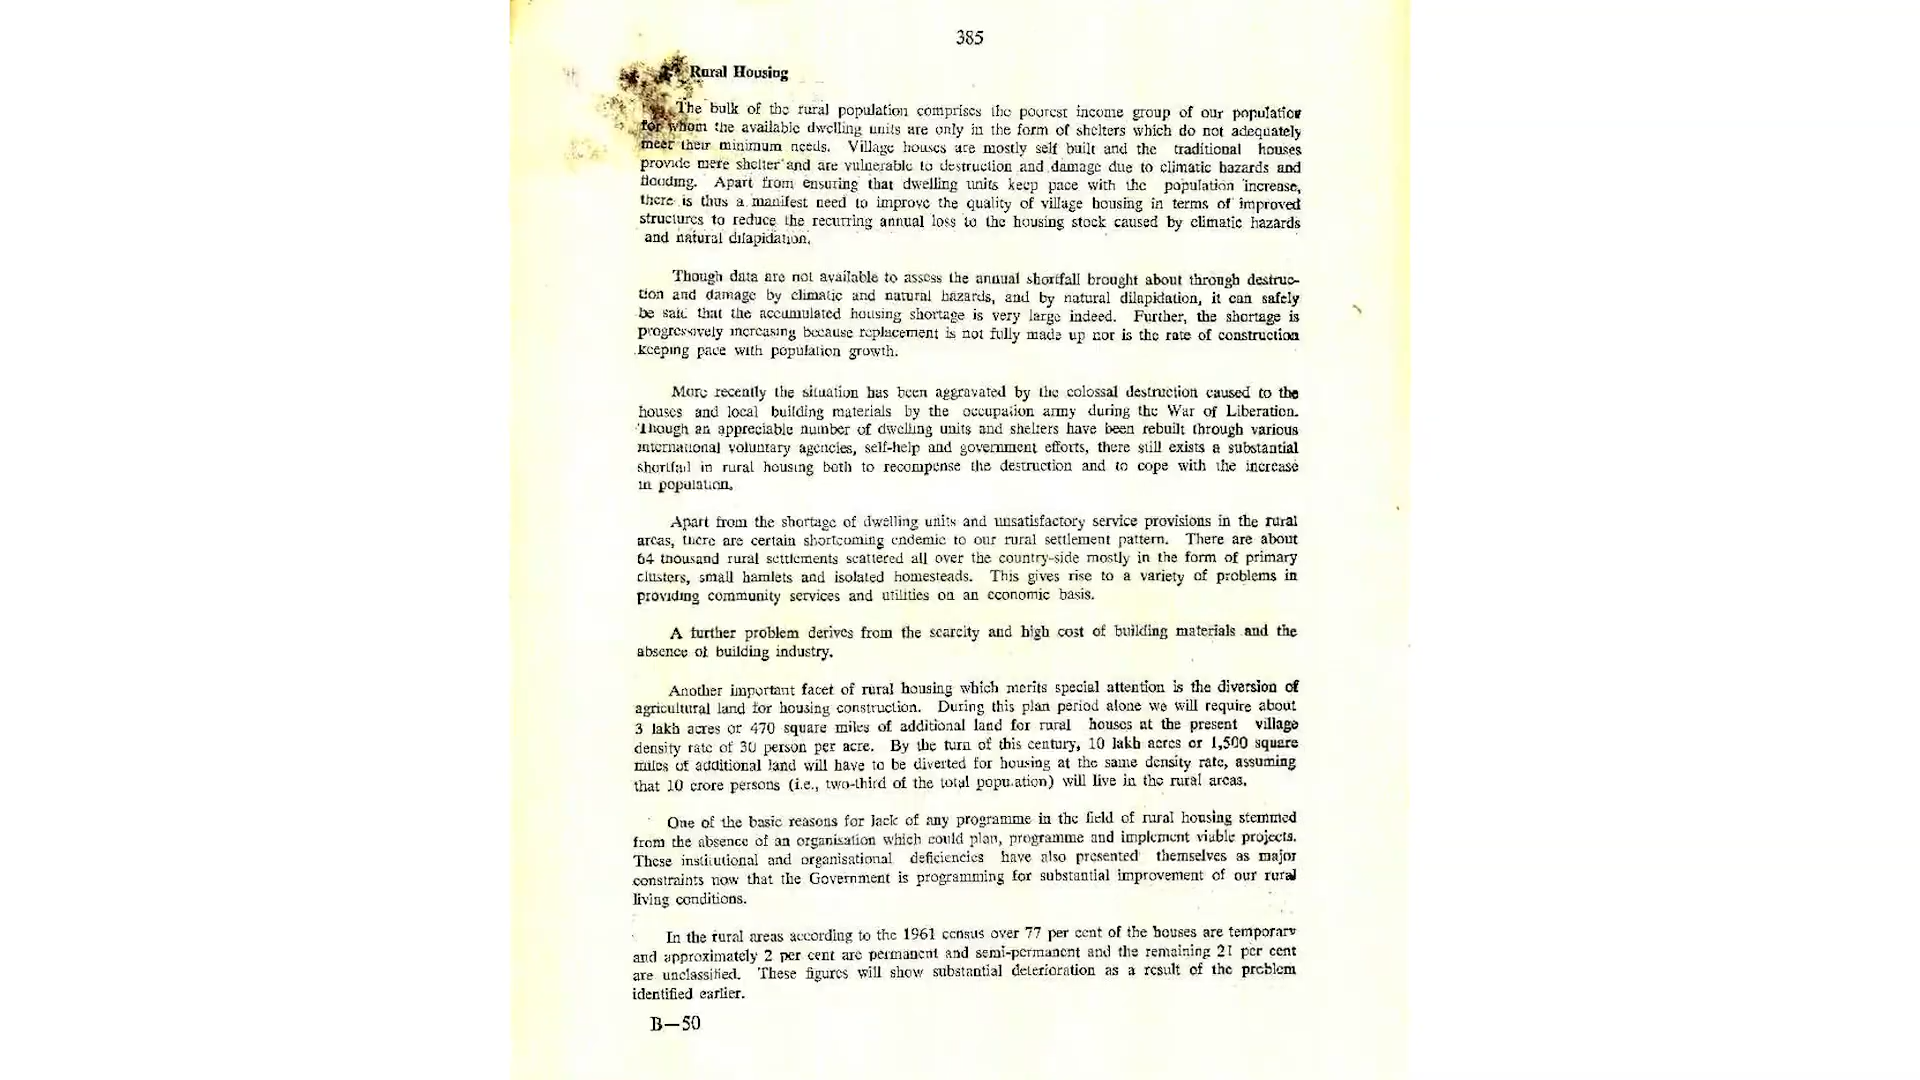 385
Rural Housing
The bulk of the rural population comprises the poorest income group of our population
for whom the available dwelling units are only in the form of shelters which do not adequately
meet their minimum needs. Village houses are mostly self built and the traditional houses
provide mere shelter and are vulnerable to destruction and damage due to climatic hazards and
flooding. Apart from ensuring that dwelling units keep pace with the population increase,
there is thus a manifest need to improve the quality of village housing in terms of improved
structures to reduce the recurring annual loss to the housing stock caused by climatic hazards
and natural dilapidation.
Though data are not available to assess the annual shortfall brought about through destruc-
tion and damage by climatic and natural hazards, and by natural dilapidation, it can safely
be said that the accumulated housing shortage is very large indeed. Further, the shortage is
progressively increasing because replacement is not fully made up nor is the rate of construction
keeping pace with population growth.
More recently the situation has been aggravated by the colossal destruction caused to the
houses and local building materials by the occupation army during the War of Liberation.
Though an appreciable number of dwelling units and shelters have been rebuilt through various
international voluntary agencies, self-help and government efforts, there still exists a substantial
shortfall in rural housing both to recompense the destruction and to cope with the increase
in population.
Apart from the shortage of dwelling units and unsatisfactory service provisions in the rural
areas, there are certain shortcoming endemic to our rural settlement pattern. There are about
64 thousand rural settlements scattered all over the country-side mostly in the form of primary
clusters, small hamlets and isolated homesteads. This gives rise to a variety of problems in
providing community services and utilities on an economic basis.
A further problem derives from the scarcity and high cost of building materials and the
absence of building industry.
Another important facet of rural housing which merits special attention is the diversion of
agricultural land for housing construction. During this plan period alone we will require about
3 lakh acres or 470 square miles of additional land for rural houses at the present village
density rate of 30 person per acre. By the turn of this century, 10 lakh acres or 1,500 square
miles of additional land will have to be diverted for housing at the same density rate, assuming
that 10 crore persons (i.e., two-third of the total population) will live in the rural areas.
One of the basic reasons for lack of any programme in the field of rural housing stemmed
from the absence of an organisation which could plan, programme and implement viable projects.
These institutional and organisational deficiencies have also presented themselves as major
constraints now that the Government is programming for substantial improvement of our rural
living conditions.
In the rural areas according to the 1961 census over 77 per cent of the houses are temporary
and approximately 2 per cent are permanent and semi-permanent and the remaining 21 per cent
are unclassified. These figures will show substantial deterioration as a result of the problem
identified earlier.
B—50